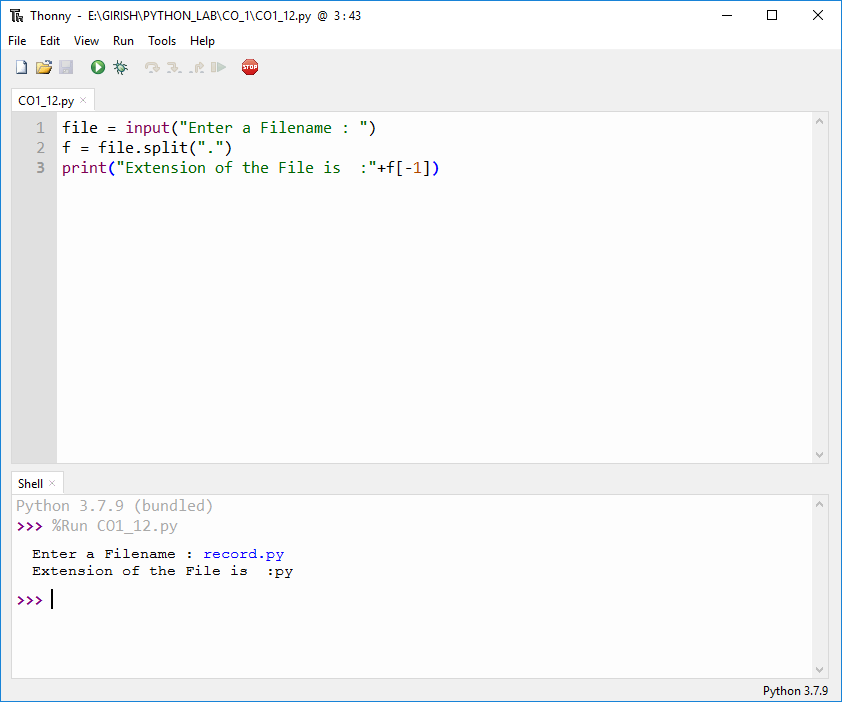 Thonny - E:\GIRISH\PYTHON_LAB\CO_1\CO1_12.py @ 3 : 43
File Edit View Run Tools Help
STOP
CO1_12.py ×
1 file = input("Enter a Filename : ")
2 f = file.split(".")
3 print("Extension of the File is  :"+f[-1])
Shell ×
Python 3.7.9 (bundled)
>>> %Run CO1_12.py
Enter a Filename : record.py
Extension of the File is  :py
>>>
Python 3.7.9